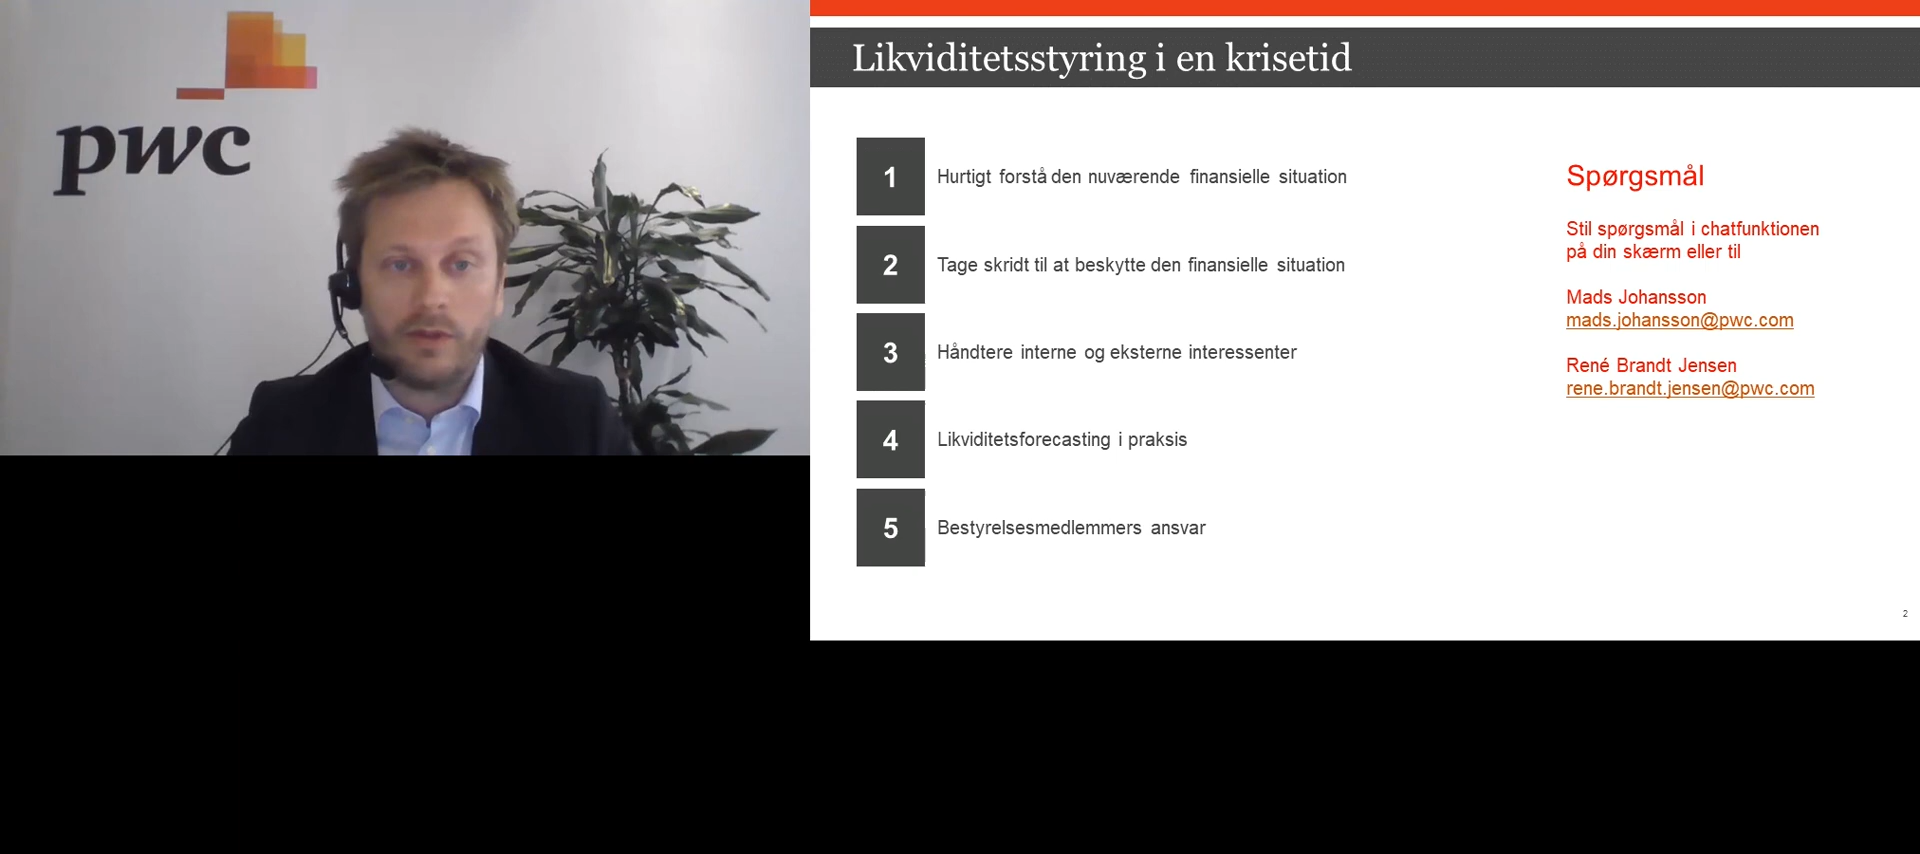 pwc
Likviditetsstyring i en krisetid
1
Hurtigt forstå den nuværende finansielle situation
2
Tage skridt til at beskytte den finansielle situation
3
Håndtere interne og eksterne interessenter
4
Likviditetsforecasting i praksis
5
Bestyrelsesmedlemmers ansvar
Spørgsmål
Stil spørgsmål i chatfunktionen
på din skærm eller til
Mads Johansson
mads.johansson@pwc.com
René Brandt Jensen
rene.brandt.jensen@pwc.com
2